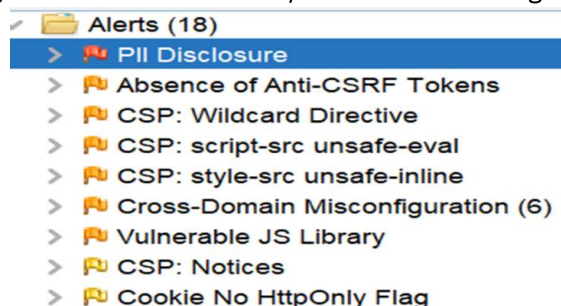 Alerts (18)
PII Disclosure
Absence of Anti-CSRF Tokens
CSP: Wildcard Directive
CSP: script-src unsafe-eval
CSP: style-src unsafe-inline
Cross-Domain Misconfiguration (6)
Vulnerable JS Library
CSP: Notices
Cookie No HttpOnly Flag